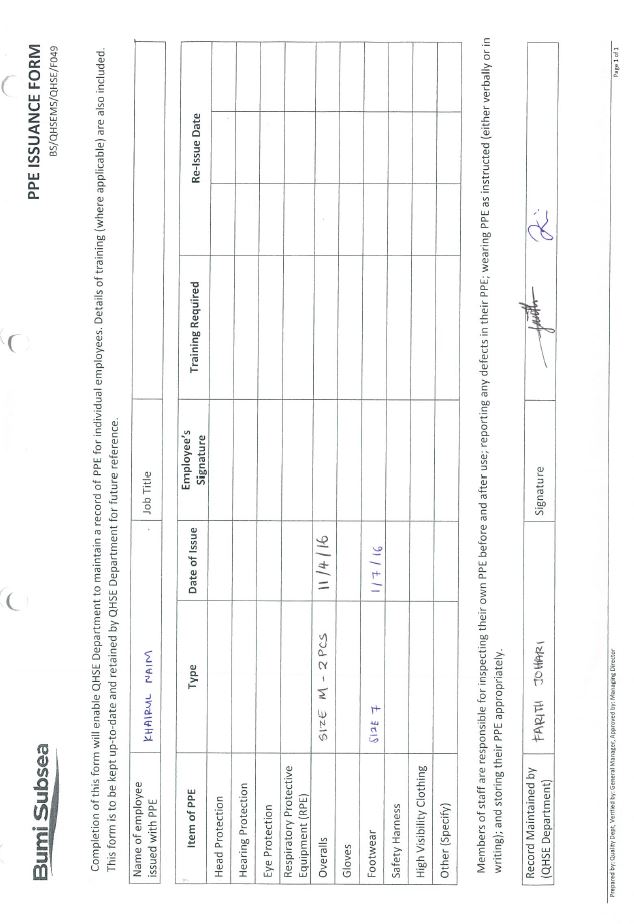 Bumi Subsea
PPE ISSUANCE FORM
BS/QHSEMS/QHSE/F049
Completion of this form will enable QHSE Department to maintain a record of PPE for individual employees. Details of training (where applicable) are also included.
This form is to be kept up-to-date and retained by QHSE Department for future reference.
Name of employee issued with PPE KHAIRUL NAIM Job Title
Item of PPE Type Date of Issue Employee's Signature Training Required Re-Issue Date
Head Protection
Hearing Protection
Eye Protection
Respiratory Protective Equipment (RPE)
Overalls SIZE M - 2 PCS 11/4/16
Gloves
Footwear SIZE 7 1/7/16
Safety Harness
High Visibility Clothing
Other (Specify)
Members of staff are responsible for inspecting their own PPE before and after use; reporting any defects in their PPE; wearing PPE as instructed (either verbally or in
writing); and storing their PPE appropriately.
Record Maintained by (QHSE Department) FARITH JOHARI Signature
Prepared by: Quality Dept, Verified by: General Manager, Approved by: Managing Director
Page 1 of 1